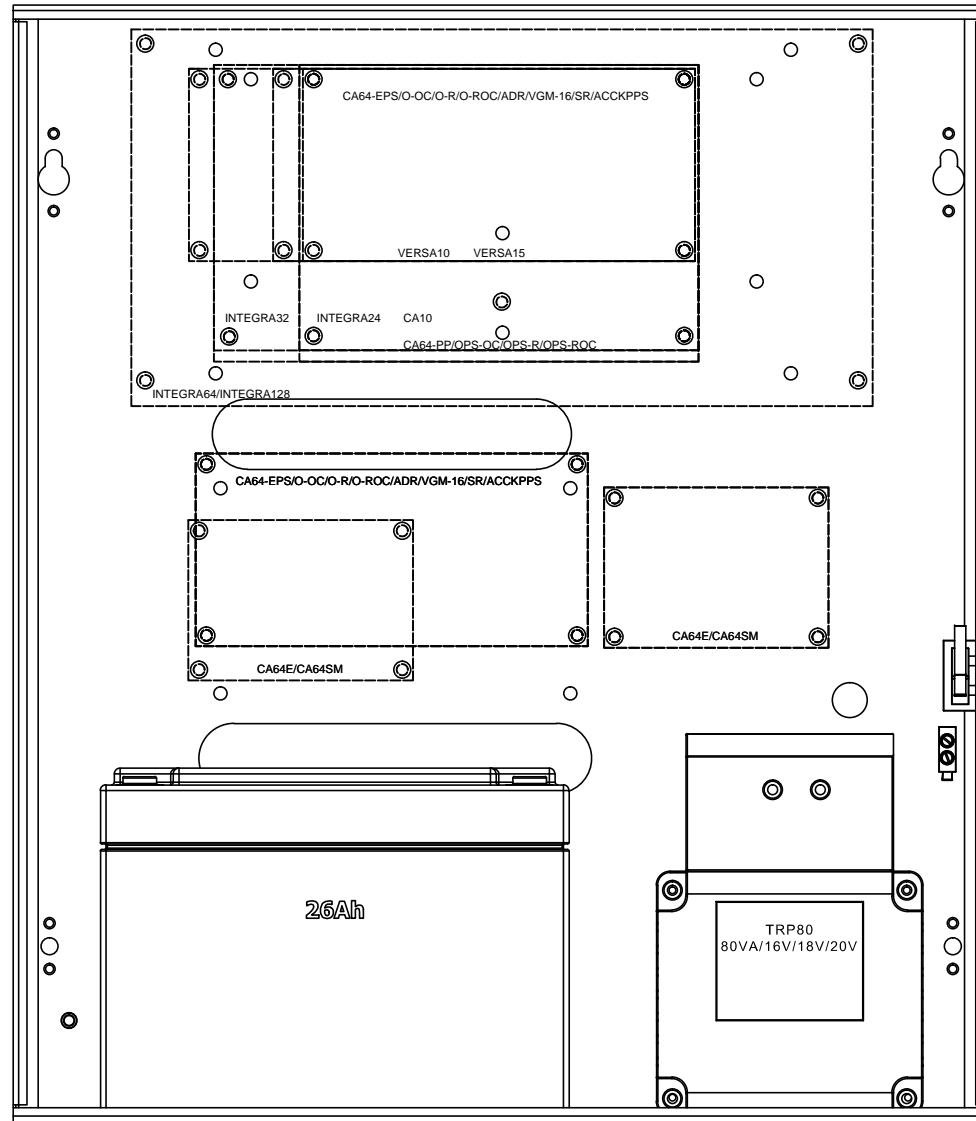 CA64-EPS/O-OC/O-R/O-ROC/ADR/VGM-16/SR/ACCKPPS
VERSA10 VERSA15
INTEGRA32 INTEGRA24 CA10
CA64-PP/OPS-OC/OPS-R/OPS-ROC
INTEGRA64/INTEGRA128
CA64-EPS/O-OC/O-R/O-ROC/ADR/VGM-16/SR/ACCKPPS
CA64E/CA64SM
CA64E/CA64SM
26Ah
TRP80
80VA/16V/18V/20V